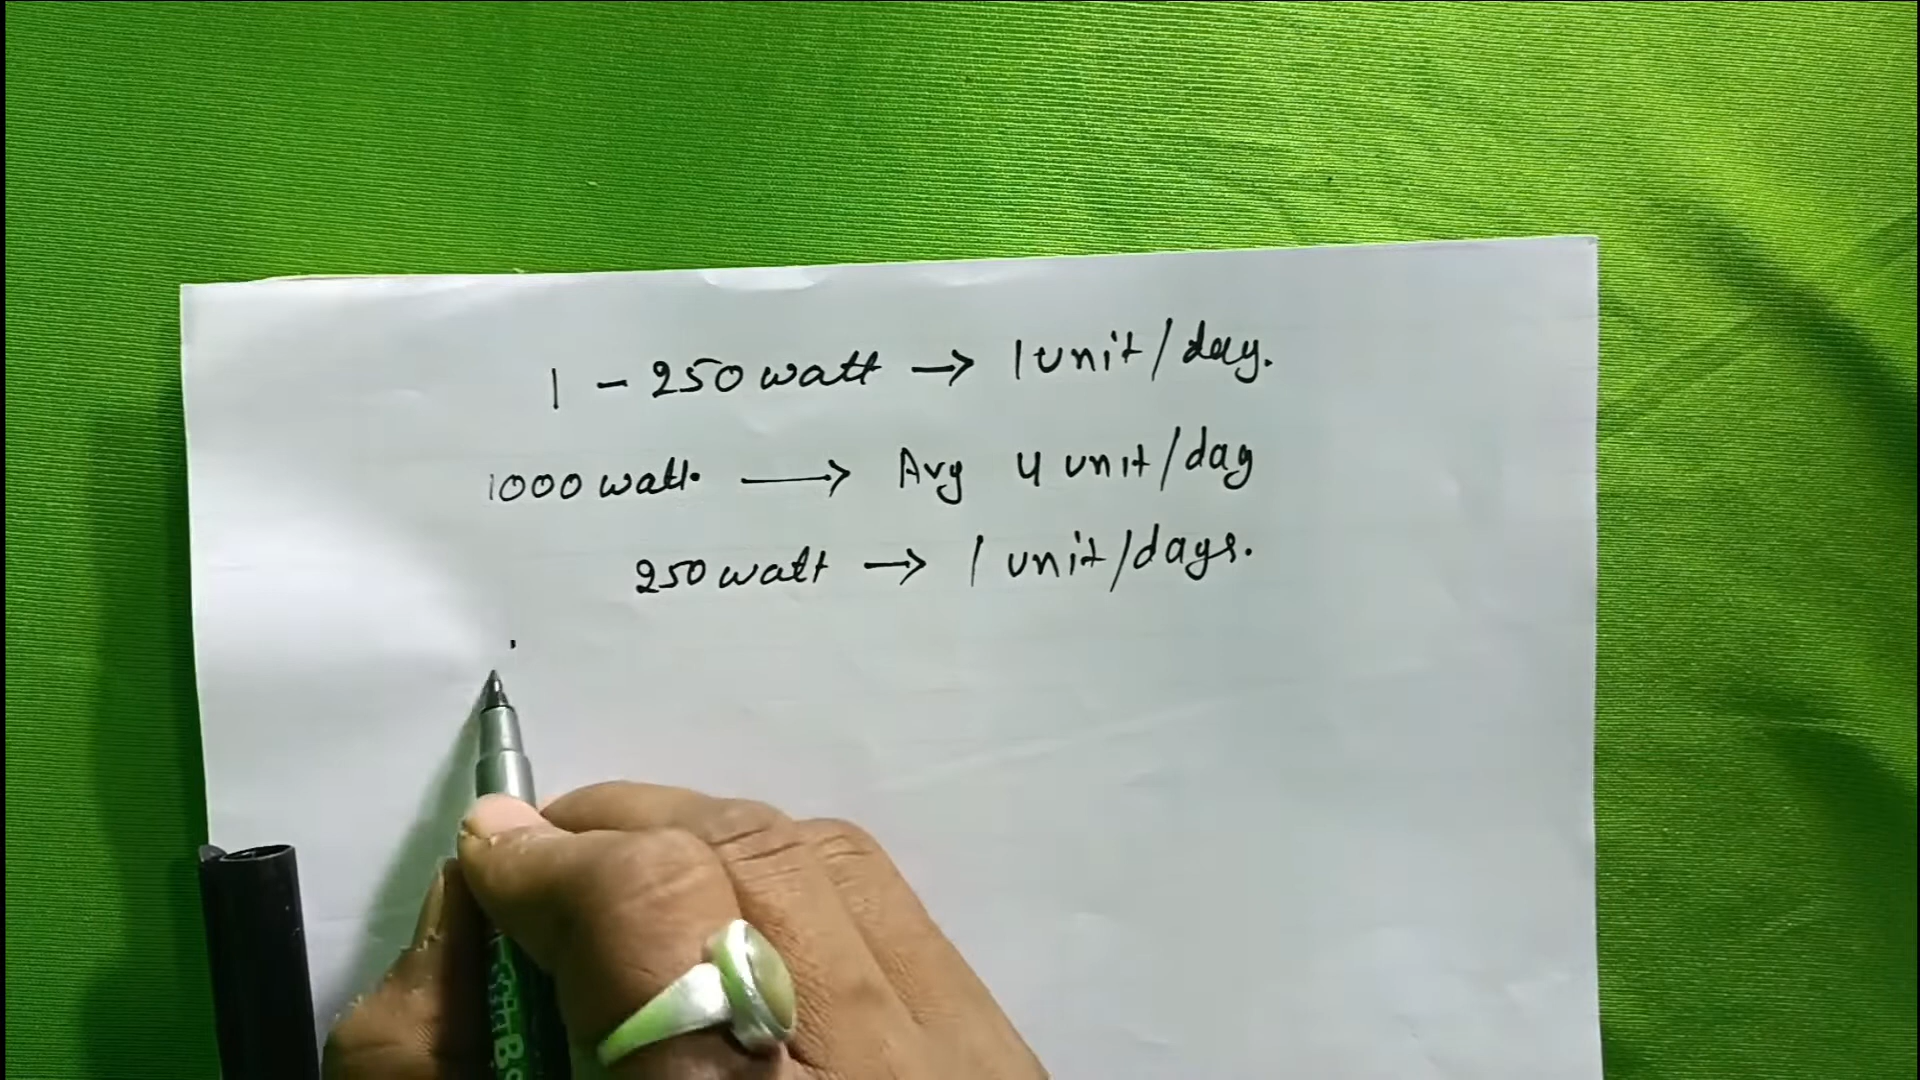 1 - 250 watt → 1 unit/day.
1000 watt. → Avg 4 unit/day
250 watt → 1 unit/days.